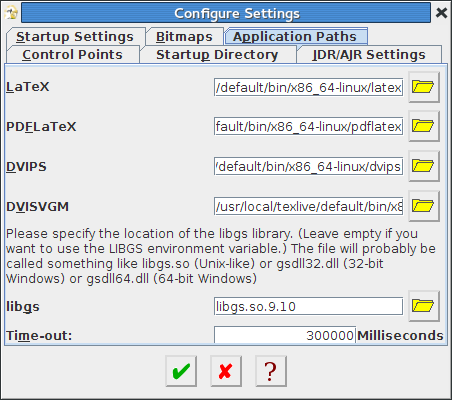 Configure Settings
Startup Settings Bitmaps Application Paths
Control Points Startup Directory JDR/AJR Settings
LaTeX /default/bin/x86_64-linux/latex
PDFLaTeX fault/bin/x86_64-linux/pdflatex
DVIPS /default/bin/x86_64-linux/dvips
DVISVGM /usr/local/texlive/default/bin/x8
Please specify the location of the libgs library. (Leave empty if you
want to use the LIBGS environment variable.) The file will probably be
called something like libgs.so (Unix-like) or gsdll32.dll (32-bit
Windows) or gsdll64.dll (64-bit Windows)
libgs libgs.so.9.10
Time-out: 300000 Milliseconds
?